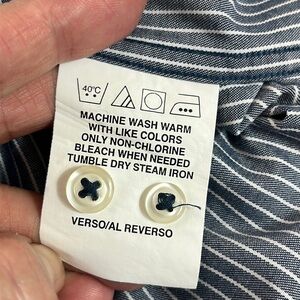 40°C
MACHINE WASH WARM
WITH LIKE COLORS
ONLY NON-CHLORINE
BLEACH WHEN NEEDED
TUMBLE DRY STEAM IRON
VERSO/AL REVERSO